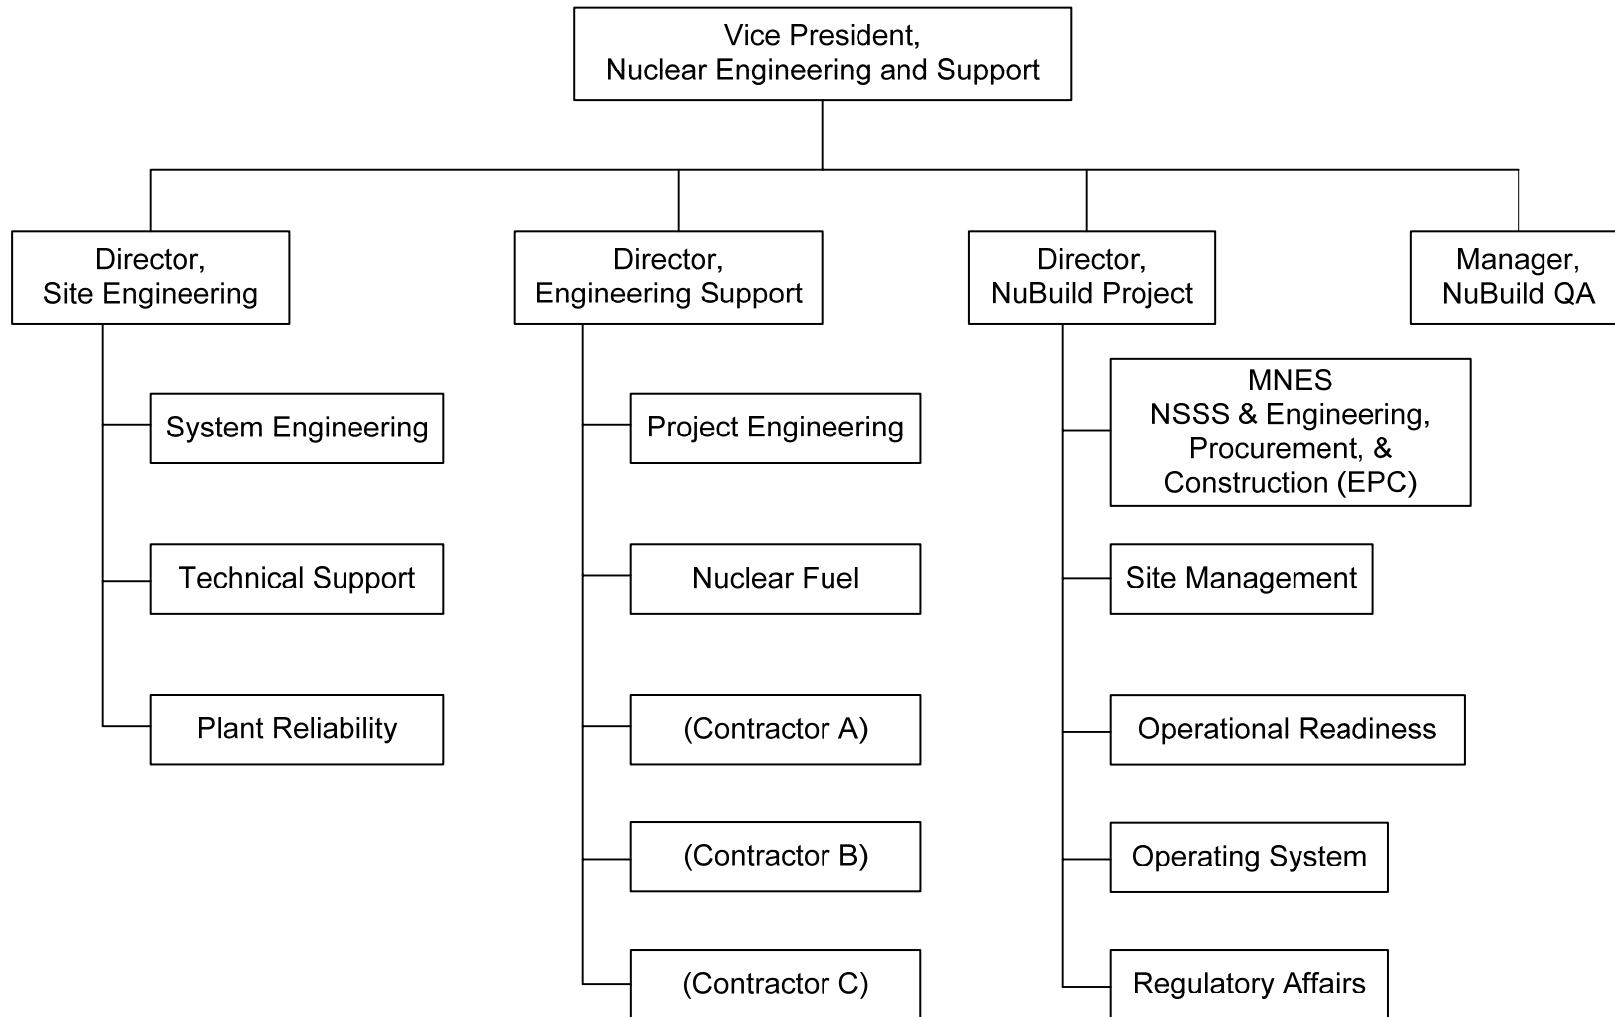 Vice President,
Nuclear Engineering and Support
Director,
Site Engineering
Director,
Engineering Support
Director,
NuBuild Project
Manager,
NuBuild QA
System Engineering
Technical Support
Plant Reliability
Project Engineering
Nuclear Fuel
(Contractor A)
(Contractor B)
(Contractor C)
MNES
NSSS & Engineering,
Procurement, &
Construction (EPC)
Site Management
Operational Readiness
Operating System
Regulatory Affairs